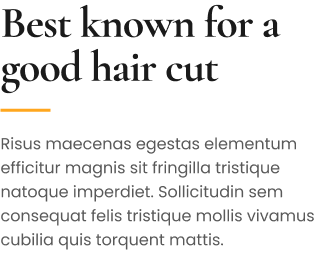 Best known for a
good hair cut
Risus maecenas egestas elementum
efficitur magnis sit fringilla tristique
natoque imperdiet. Sollicitudin sem
consequat felis tristique mollis vivamus
cubilia quis torquent mattis.